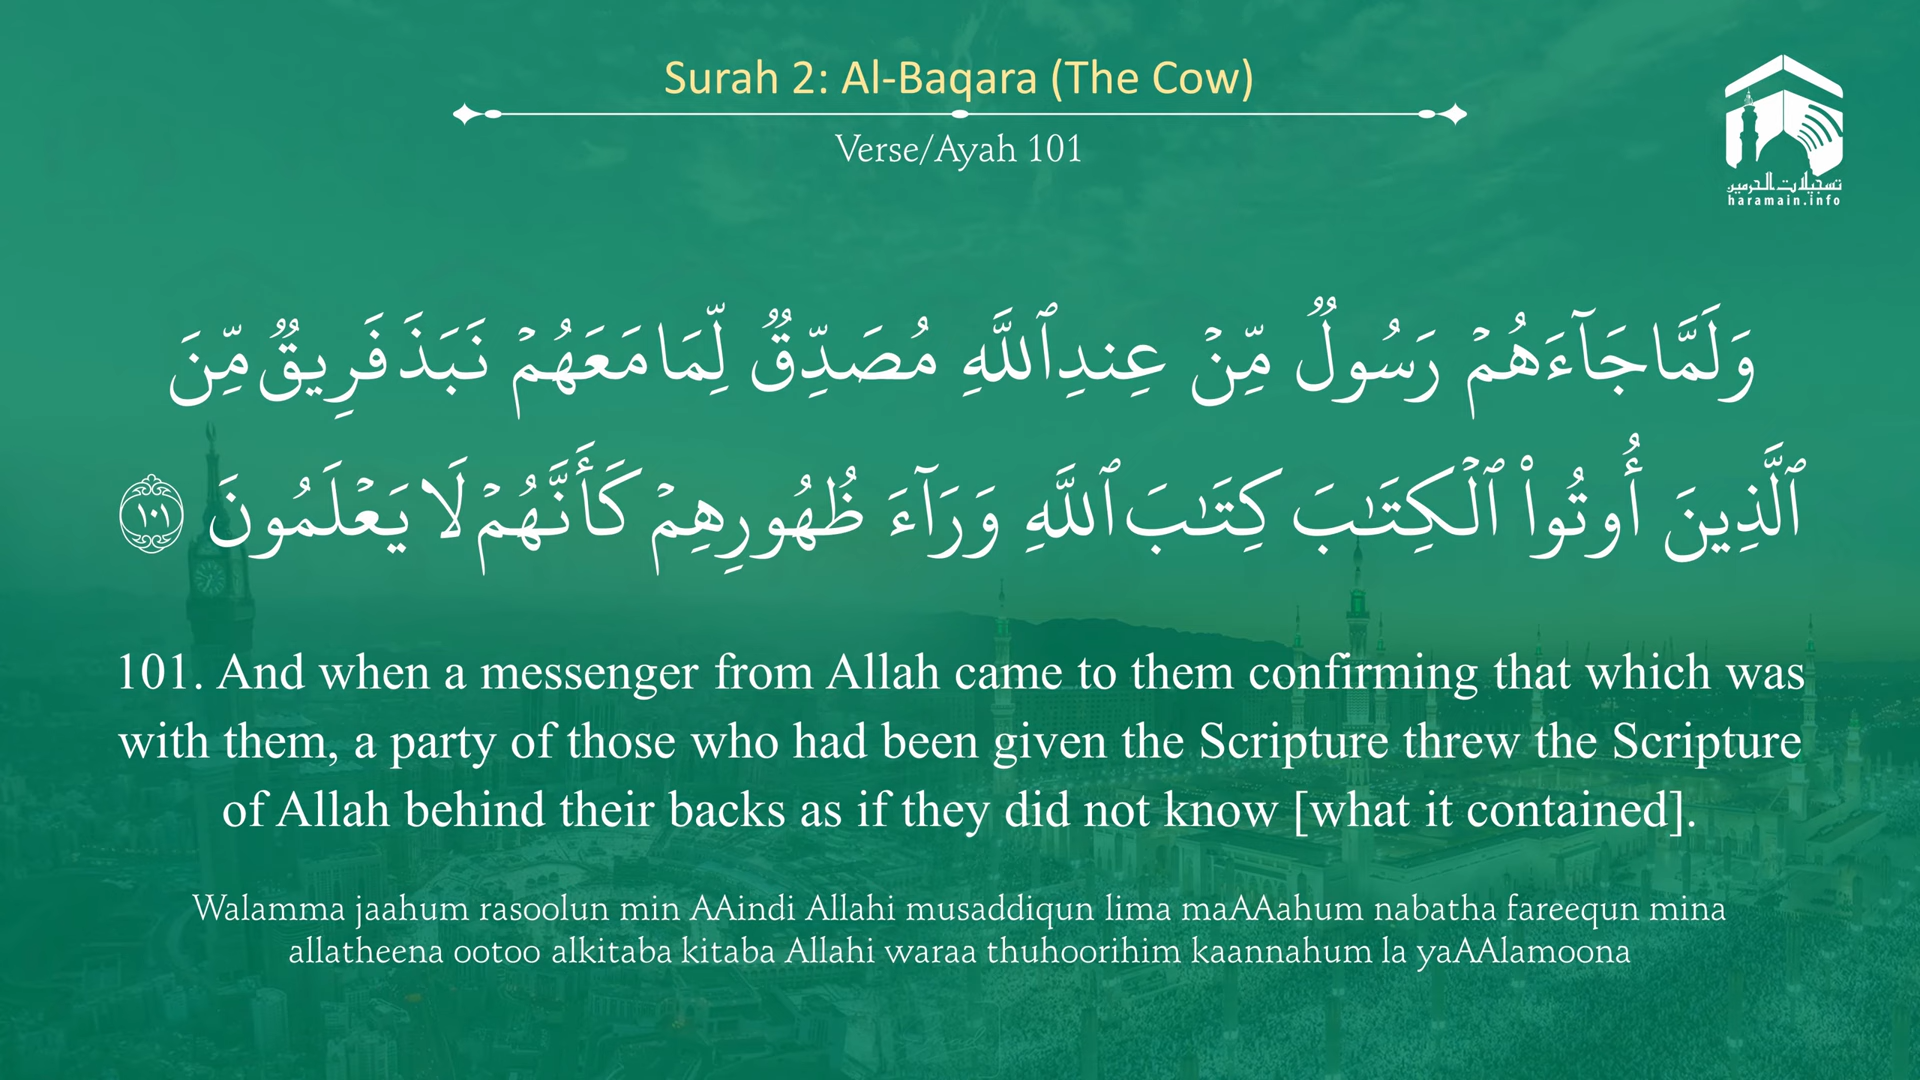 Surah 2: Al-Baqara (The Cow)
Verse/Ayah 101
تسجيلات الحرمين
haramain.info
وَلَمَّا جَآءَهُمۡ رَسُولٞ مِّنۡ عِندِ ٱللَّهِ مُصَدِّقٞ لِّمَا مَعَهُمۡ نَبَذَ فَرِيقٞ مِّنَ
ٱلَّذِينَ أُوتُواْ ٱلۡكِتَٰبَ كِتَٰبَ ٱللَّهِ وَرَآءَ ظُهُورِهِمۡ كَأَنَّهُمۡ لَا يَعۡلَمُونَ ١٠١
101. And when a messenger from Allah came to them confirming that which was
with them, a party of those who had been given the Scripture threw the Scripture
of Allah behind their backs as if they did not know [what it contained].
Walamma jaahum rasoolun min AAindi Allahi musaddiqun lima maAAahum nabatha fareequn mina
allatheena ootoo alkitaba kitaba Allahi waraa thuhoorihim kaannahum la yaAAlamoona